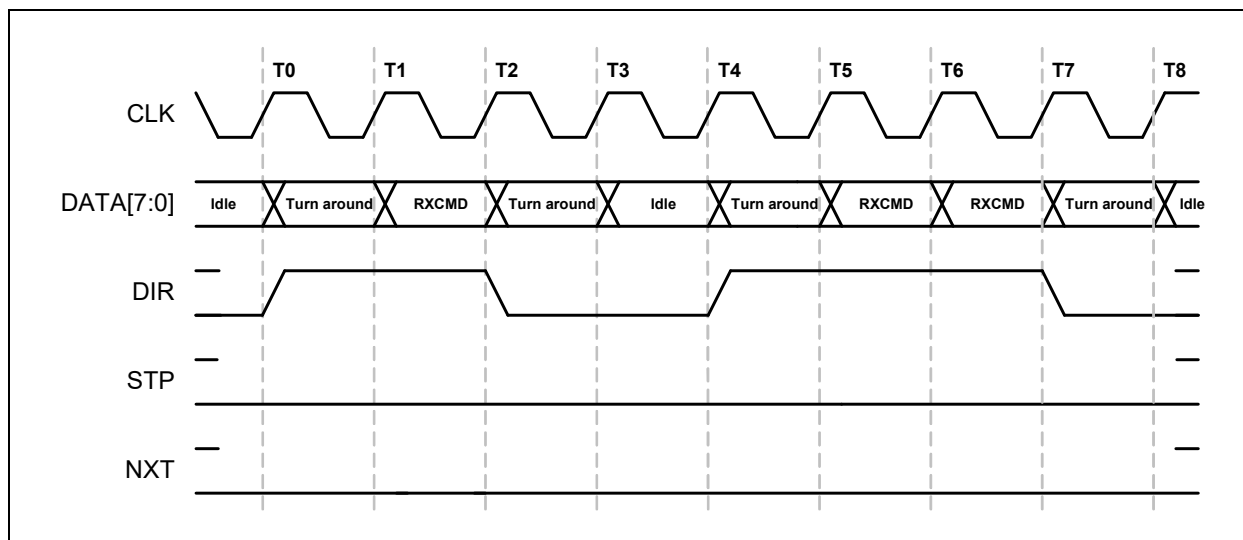 T0 T1 T2 T3 T4 T5 T6 T7 T8
CLK
DATA[7:0] Idle Turn around RXCMD Turn around Idle Turn around RXCMD RXCMD Turn around Idle
DIR
STP
NXT